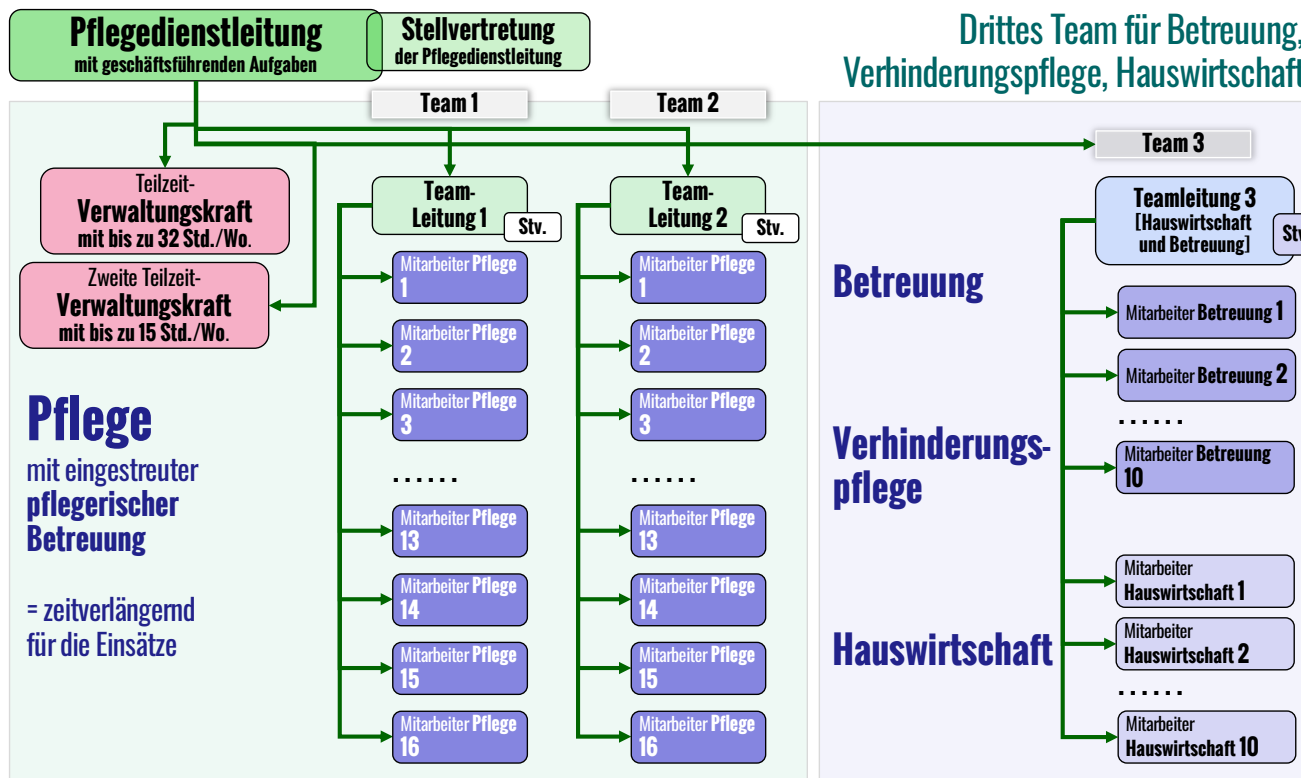 Pflegedienstleitung
mit geschäftsführenden Aufgaben
Stellvertretung
der Pflegedienstleitung
Drittes Team für Betreuung,
Verhinderungspflege, Hauswirtschaft
Team 1
Team 2
Team 3
Teilzeit-
Verwaltungskraft
mit bis zu 32 Std./Wo.
Zweite Teilzeit-
Verwaltungskraft
mit bis zu 15 Std./Wo.
Pflege
mit eingestreuter
pflegerischer
Betreuung
= zeitverlängernd
für die Einsätze
Team-
Leitung 1
Stv.
Mitarbeiter Pflege
1
Mitarbeiter Pflege
2
Mitarbeiter Pflege
3
......
Mitarbeiter Pflege
13
Mitarbeiter Pflege
14
Mitarbeiter Pflege
15
Mitarbeiter Pflege
16
Team-
Leitung 2
Stv.
Mitarbeiter Pflege
1
Mitarbeiter Pflege
2
Mitarbeiter Pflege
3
......
Mitarbeiter Pflege
13
Mitarbeiter Pflege
14
Mitarbeiter Pflege
15
Mitarbeiter Pflege
16
Betreuung
Verhinderungs-
pflege
Hauswirtschaft
Teamleitung 3
[Hauswirtschaft
und Betreuung]
Stv
Mitarbeiter Betreuung 1
Mitarbeiter Betreuung 2
......
Mitarbeiter Betreuung
10
Mitarbeiter
Hauswirtschaft 1
Mitarbeiter
Hauswirtschaft 2
......
Mitarbeiter
Hauswirtschaft 10